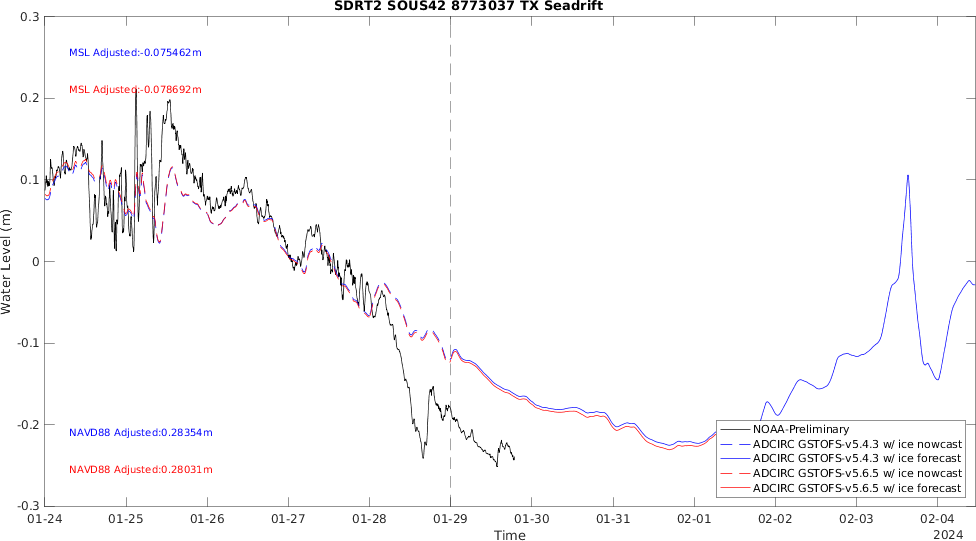 SDRT2 SOUS42 8773037 TX Seadrift
0.3
0.2
0.1
0
-0.1
-0.2
-0.3
Water Level (m)
MSL Adjusted:-0.075462m
MSL Adjusted:-0.078692m
NAVD88 Adjusted:0.28354m
NAVD88 Adjusted:0.28031m
NOAA-Preliminary
ADCIRC GSTOFS-v5.4.3 w/ ice nowcast
ADCIRC GSTOFS-v5.4.3 w/ ice forecast
ADCIRC GSTOFS-v5.6.5 w/ ice nowcast
ADCIRC GSTOFS-v5.6.5 w/ ice forecast
01-24 01-25 01-26 01-27 01-28 01-29 01-30 01-31 02-01 02-02 02-03 02-04
Time
2024